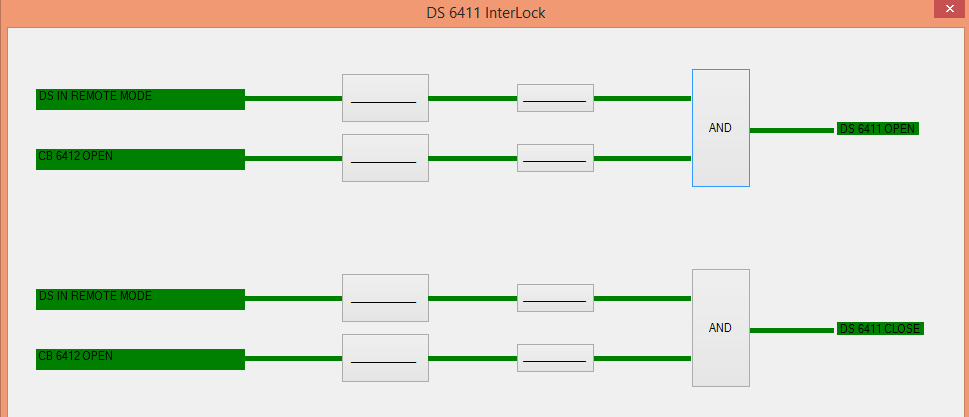 DS 6411 InterLock
DS IN REMOTE MODE
CB 6412 OPEN
AND
DS 6411 OPEN
DS IN REMOTE MODE
CB 6412 OPEN
AND
DS 6411 CLOSE